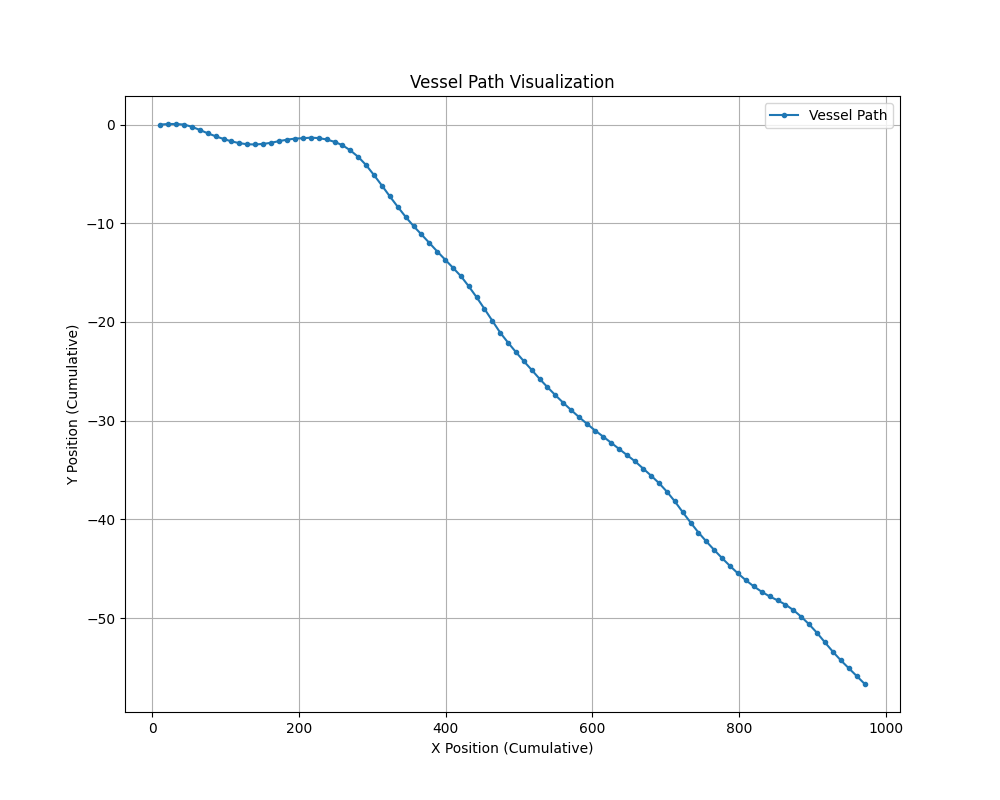 Vessel Path Visualization
Vessel Path
0
−10
−20
−30
−40
−50
Y Position (Cumulative)
0 200 400 600 800 1000
X Position (Cumulative)